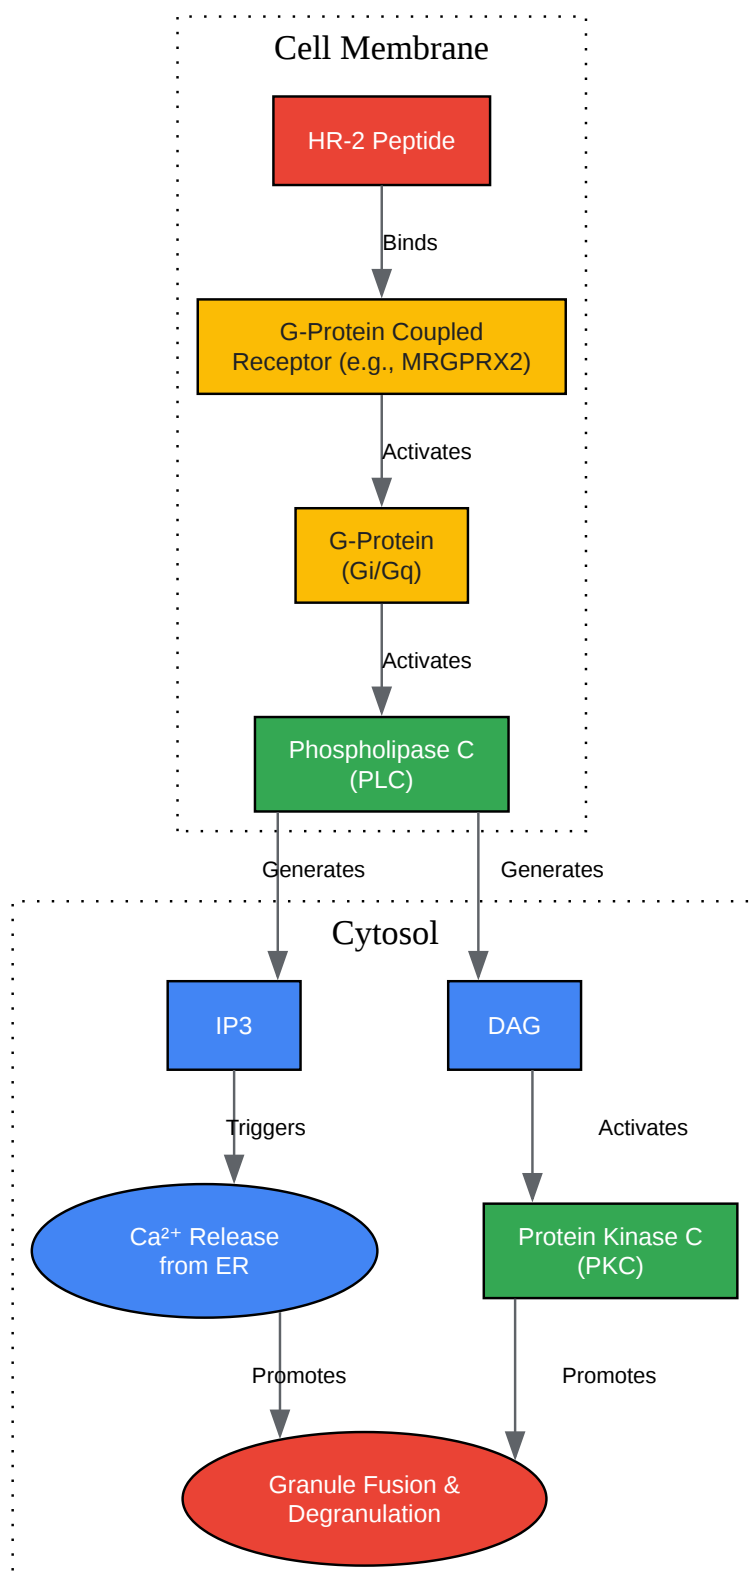 Cell Membrane
HR-2 Peptide
Binds
G-Protein Coupled
Receptor (e.g., MRGPRX2)
Activates
G-Protein
(Gi/Gq)
Activates
Phospholipase C
(PLC)
Generates
Generates
Cytosol
IP3
DAG
Triggers
Activates
Ca²⁺ Release
from ER
Protein Kinase C
(PKC)
Promotes
Promotes
Granule Fusion &
Degranulation